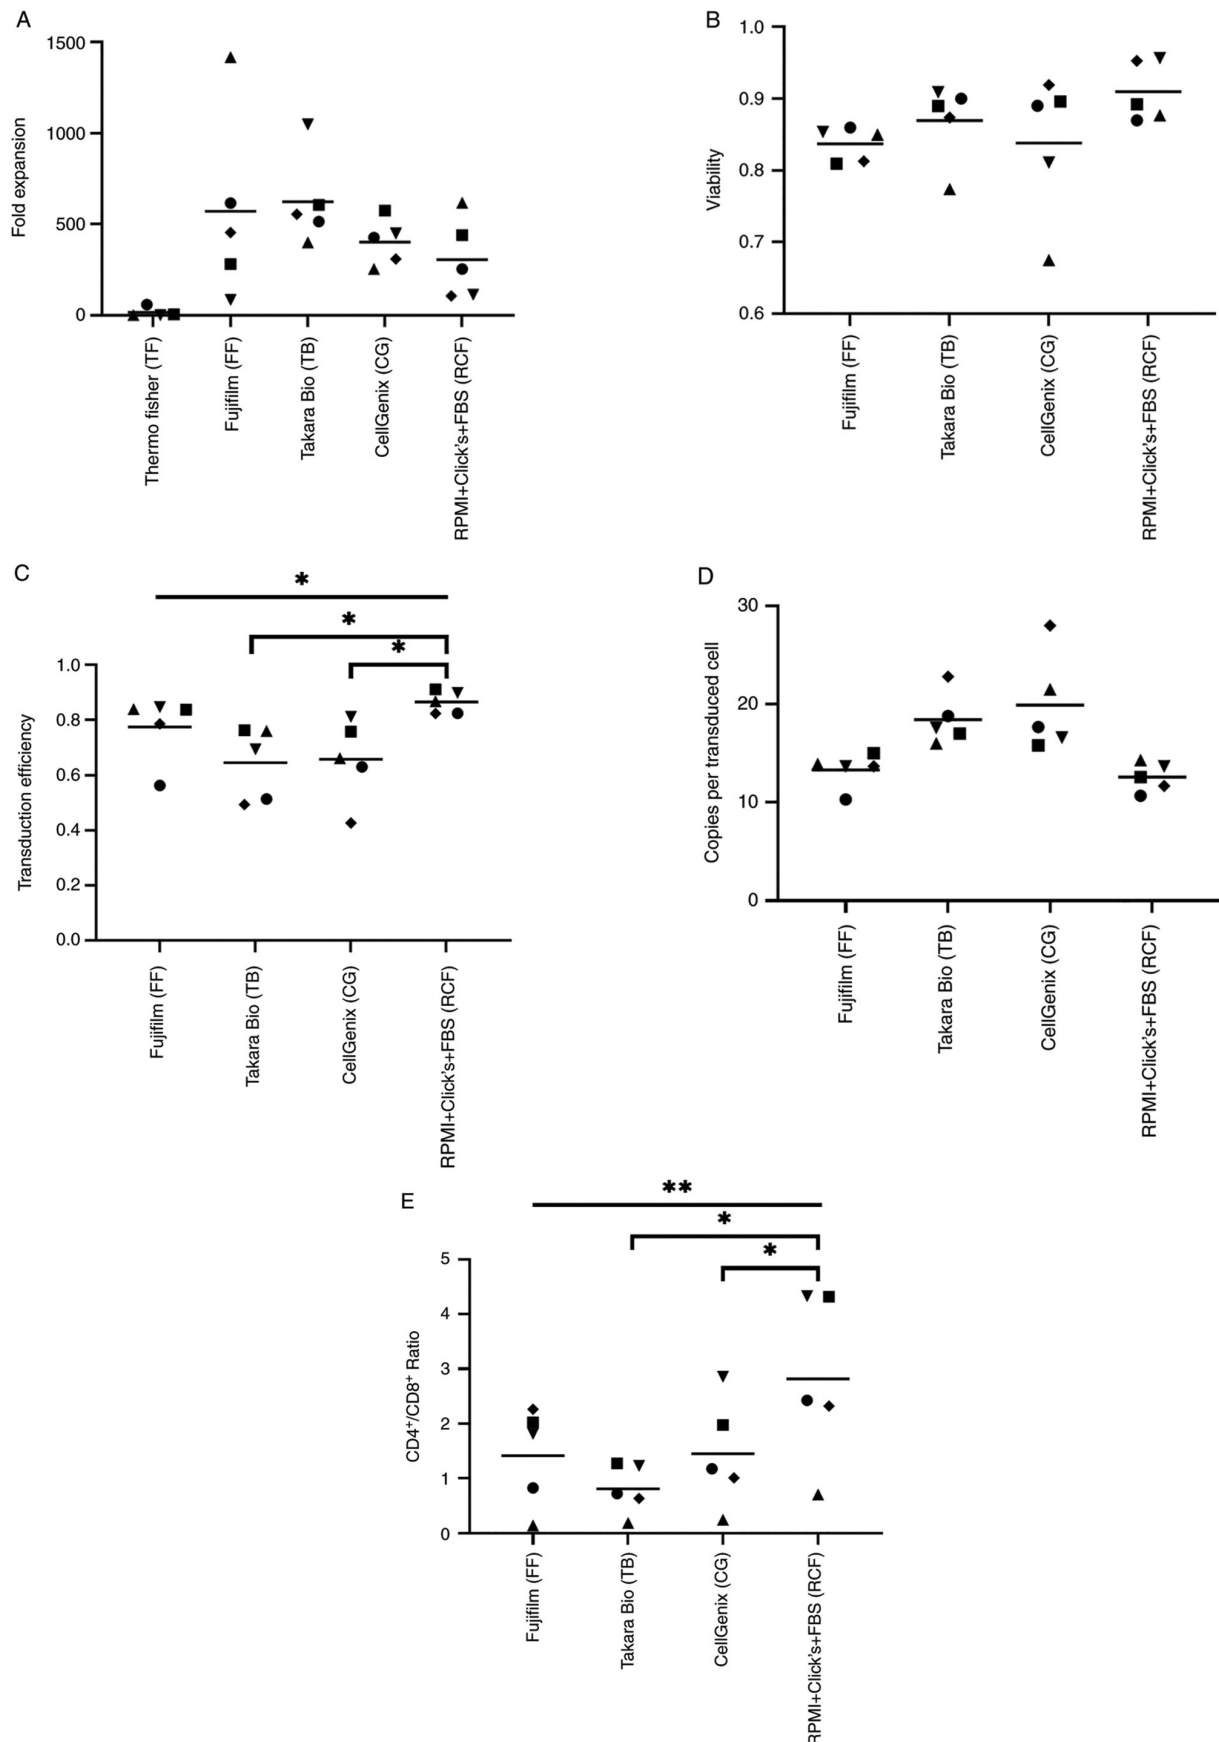 A
1500
1000
500
0
Fold expansion
Thermo fisher (TF)
Fujifilm (FF)
Takara Bio (TB)
CellGenix (CG)
RPMI+Click's+FBS (RCF)
B
1.0
0.9
0.8
0.7
0.6
Viability
Fujifilm (FF)
Takara Bio (TB)
CellGenix (CG)
RPMI+Click's+FBS (RCF)
C
*
*
*
1.0
0.8
0.6
0.4
0.2
0.0
Transduction efficiency
Fujifilm (FF)
Takara Bio (TB)
CellGenix (CG)
RPMI+Click's+FBS (RCF)
D
30
20
10
0
Copies per transduced cell
Fujifilm (FF)
Takara Bio (TB)
CellGenix (CG)
RPMI+Click's+FBS (RCF)
E
**
*
*
5
4
3
2
1
0
CD4⁺/CD8⁺ Ratio
Fujifilm (FF)
Takara Bio (TB)
CellGenix (CG)
RPMI+Click's+FBS (RCF)